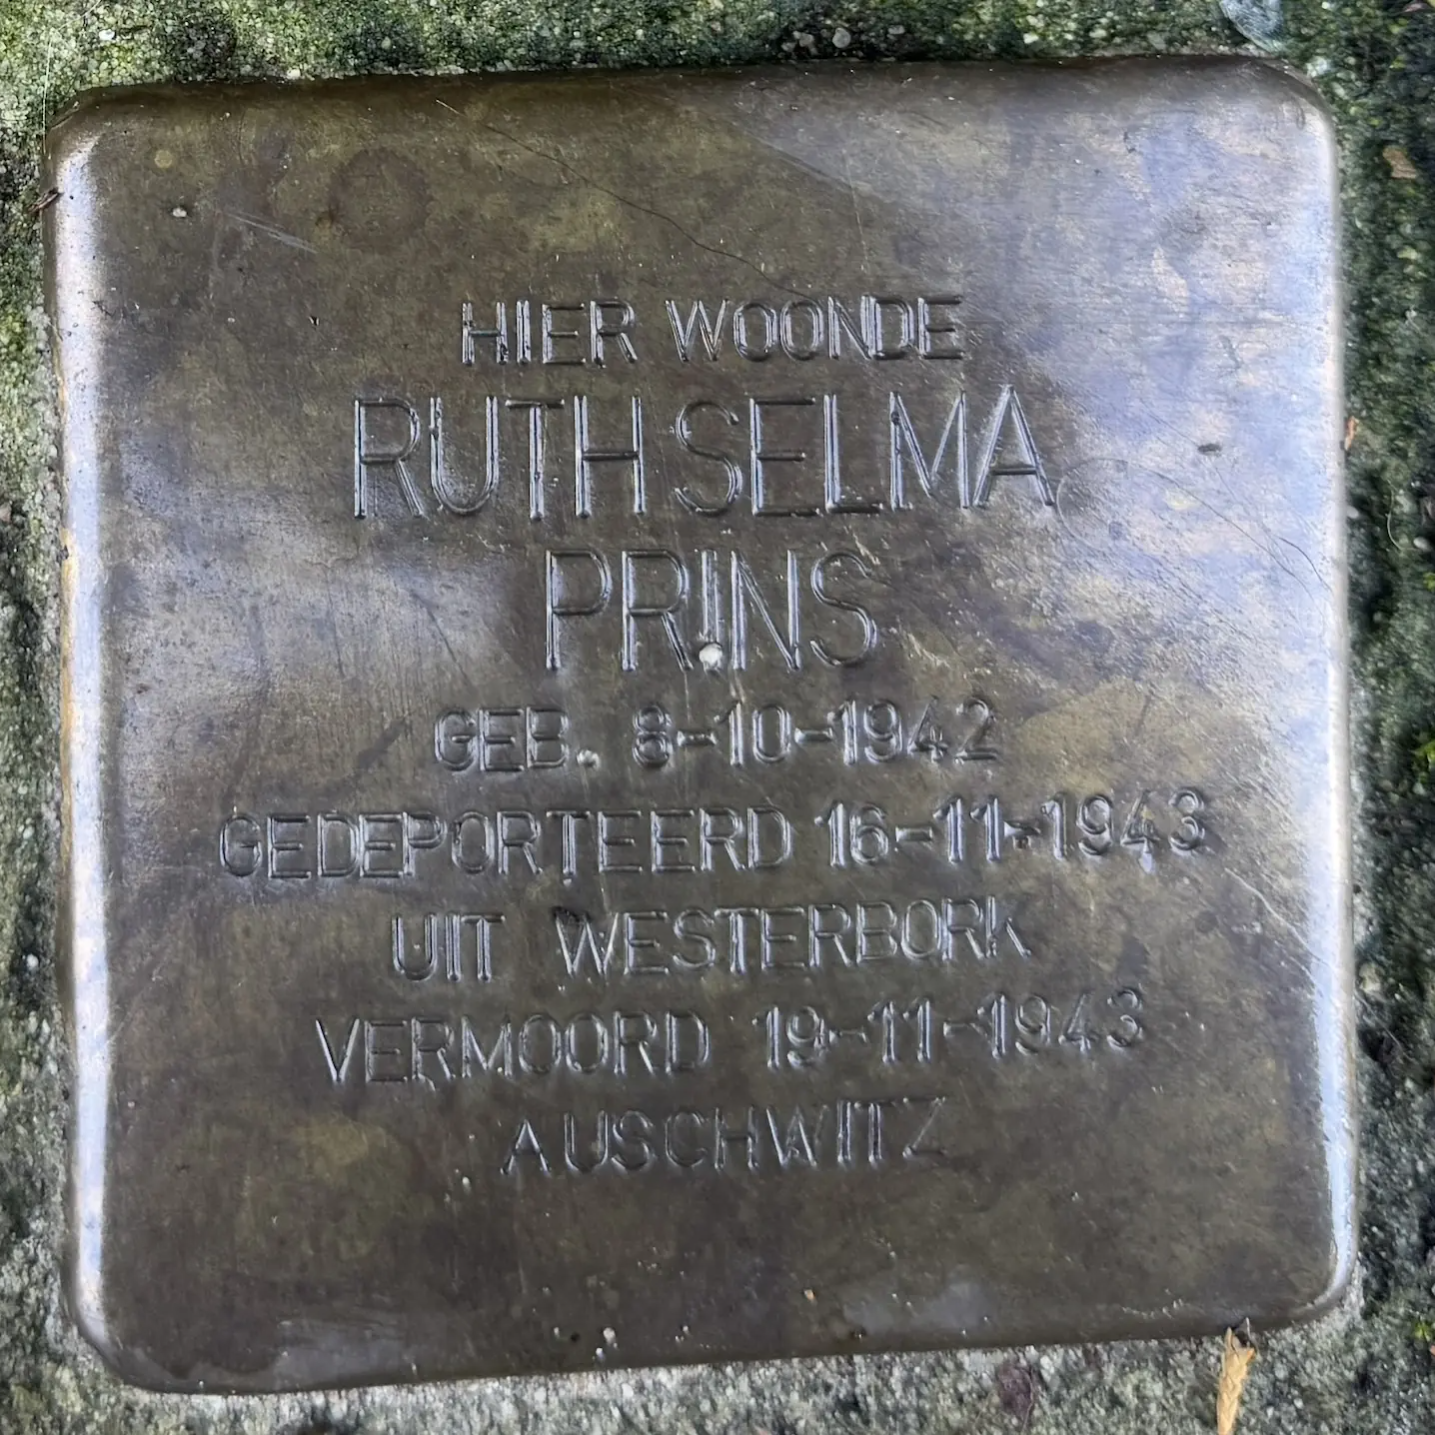 HIER WOONDE
RUTH SELMA
PRINS
GEB. 8-10-1942
GEDEPORTEERD 16-11-1943
UIT WESTERBORK
VERMOORD 19-11-1943
AUSCHWITZ